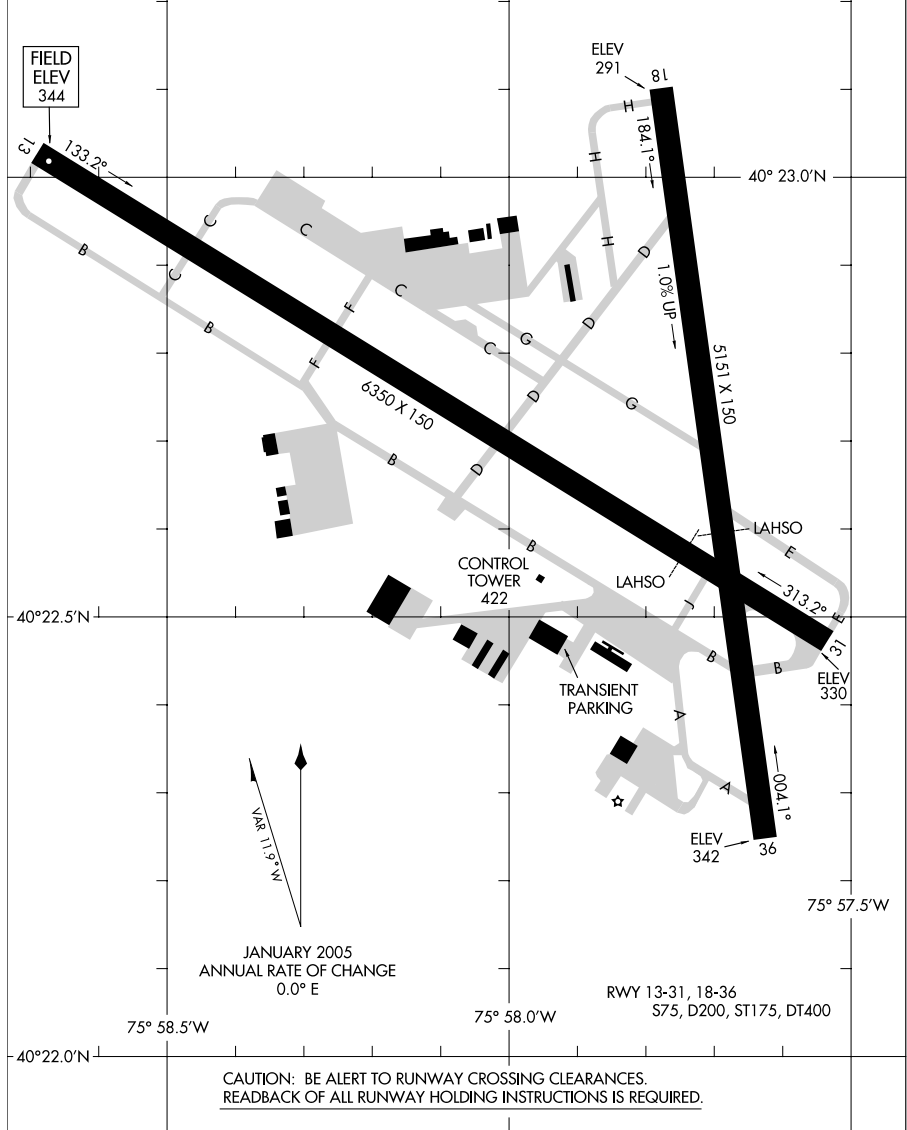 FIELD
ELEV
344
ELEV
291
18
13
133.2°
184.1°
H
H
H
40° 23.0'N
B
C
C
C
C
C
B
F
F
D
D
D
D
G
G
1.0% UP
5151 X 150
6350 X 150
B
B
LAHSO
LAHSO
E
E
CONTROL
TOWER
422
J
313.2°
31
40°22.5'N
B
B
ELEV
330
TRANSIENT
PARKING
A
A
004.1°
ELEV
342
36
VAR 11.9° W
75° 57.5'W
JANUARY 2005
ANNUAL RATE OF CHANGE
0.0° E
RWY 13-31, 18-36
S75, D200, ST175, DT400
75° 58.5'W
75° 58.0'W
40°22.0'N
CAUTION: BE ALERT TO RUNWAY CROSSING CLEARANCES.
READBACK OF ALL RUNWAY HOLDING INSTRUCTIONS IS REQUIRED.